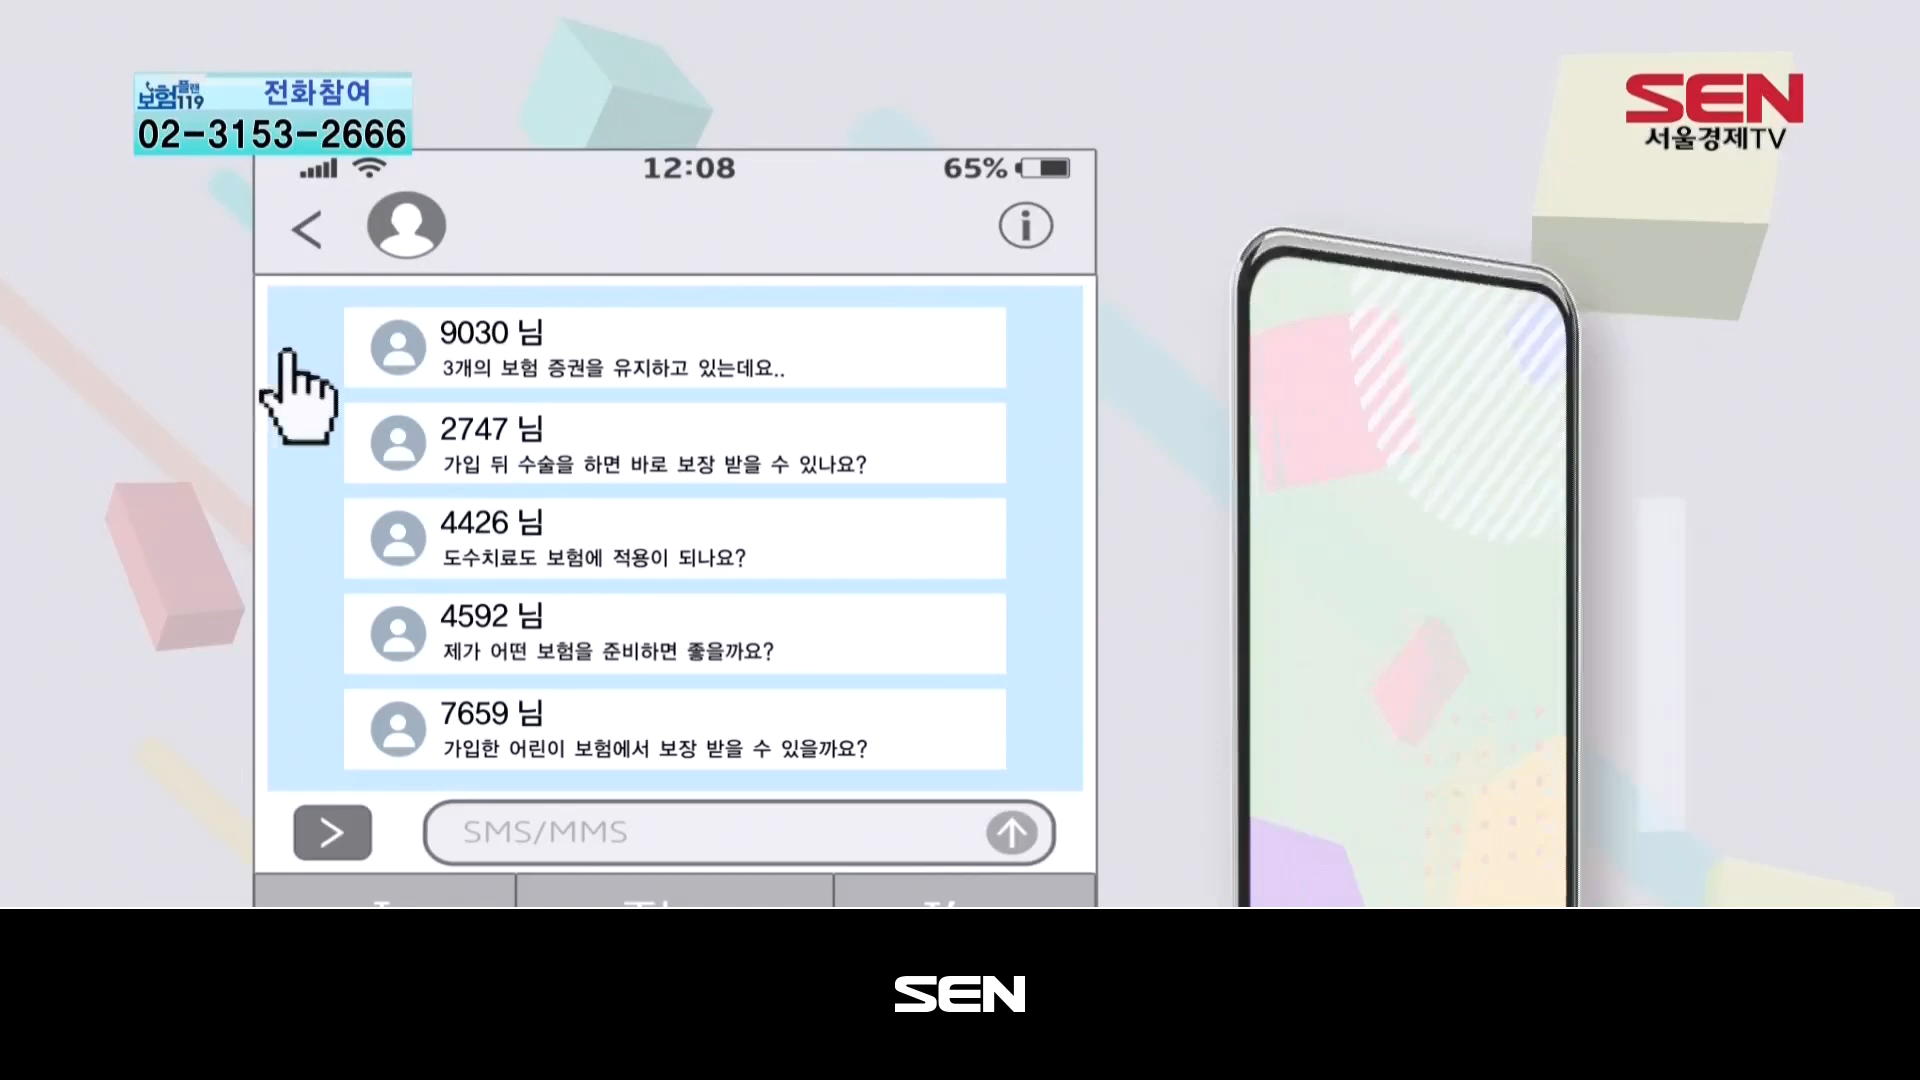 보험플랜119 전화참여
02-3153-2666
SEN
서울경제TV
12:08
65%
9030 님
3개의 보험 증권을 유지하고 있는데요..
2747 님
가입 뒤 수술을 하면 바로 보장 받을 수 있나요?
4426 님
도수치료도 보험에 적용이 되나요?
4592 님
제가 어떤 보험을 준비하면 좋을까요?
7659 님
가입한 어린이 보험에서 보장 받을 수 있을까요?
SMS/MMS
SEN